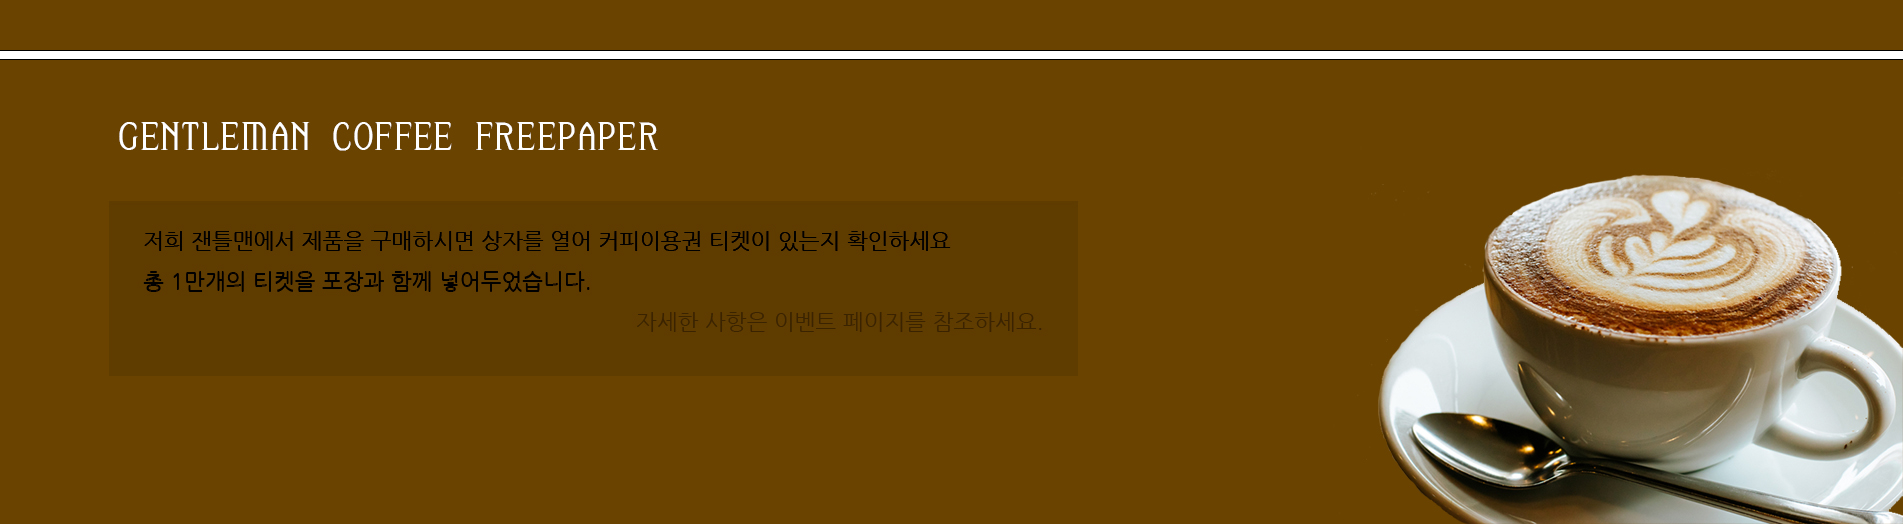 GENTLEMAN COFFEE FREEPAPER
저희 잰틀맨에서 제품을 구매하시면 상자를 열어 커피이용권 티켓이 있는지 확인하세요
총 1만개의 티켓을 포장과 함께 넣어두었습니다.
자세한 사항은 이벤트 페이지를 참조하세요.